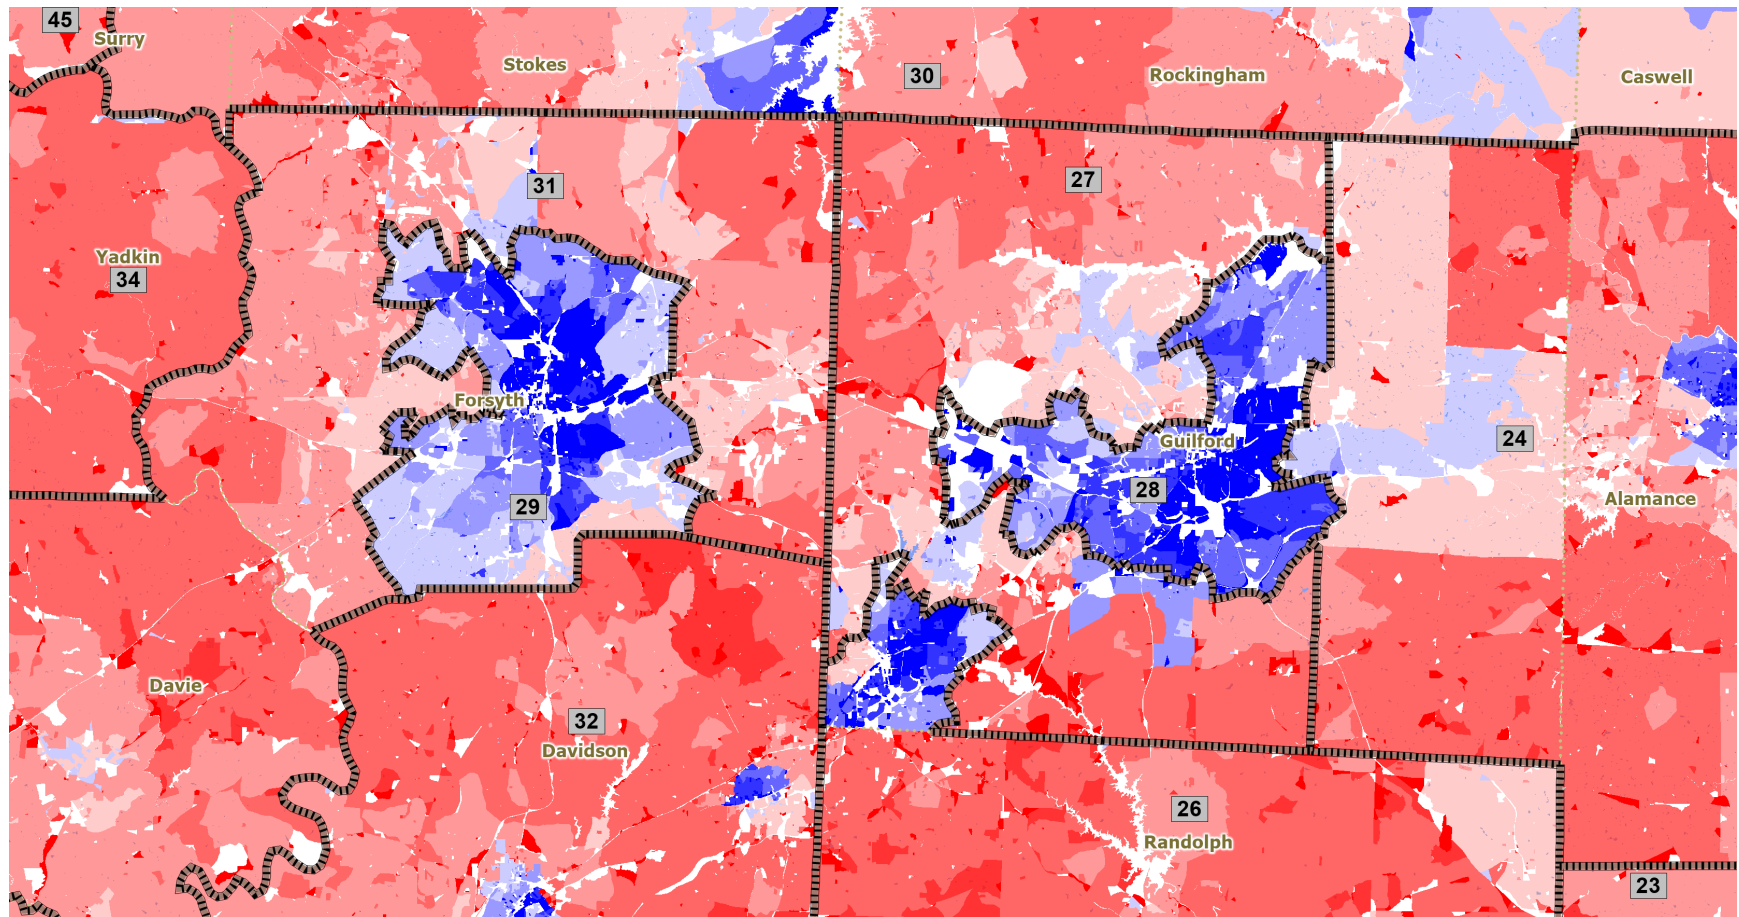 45
Surry
Stokes
30
Rockingham
Caswell
31
27
Yadkin
34
Forsyth
Guilford
24
28
29
Alamance
Davie
32
Davidson
26
Randolph
23